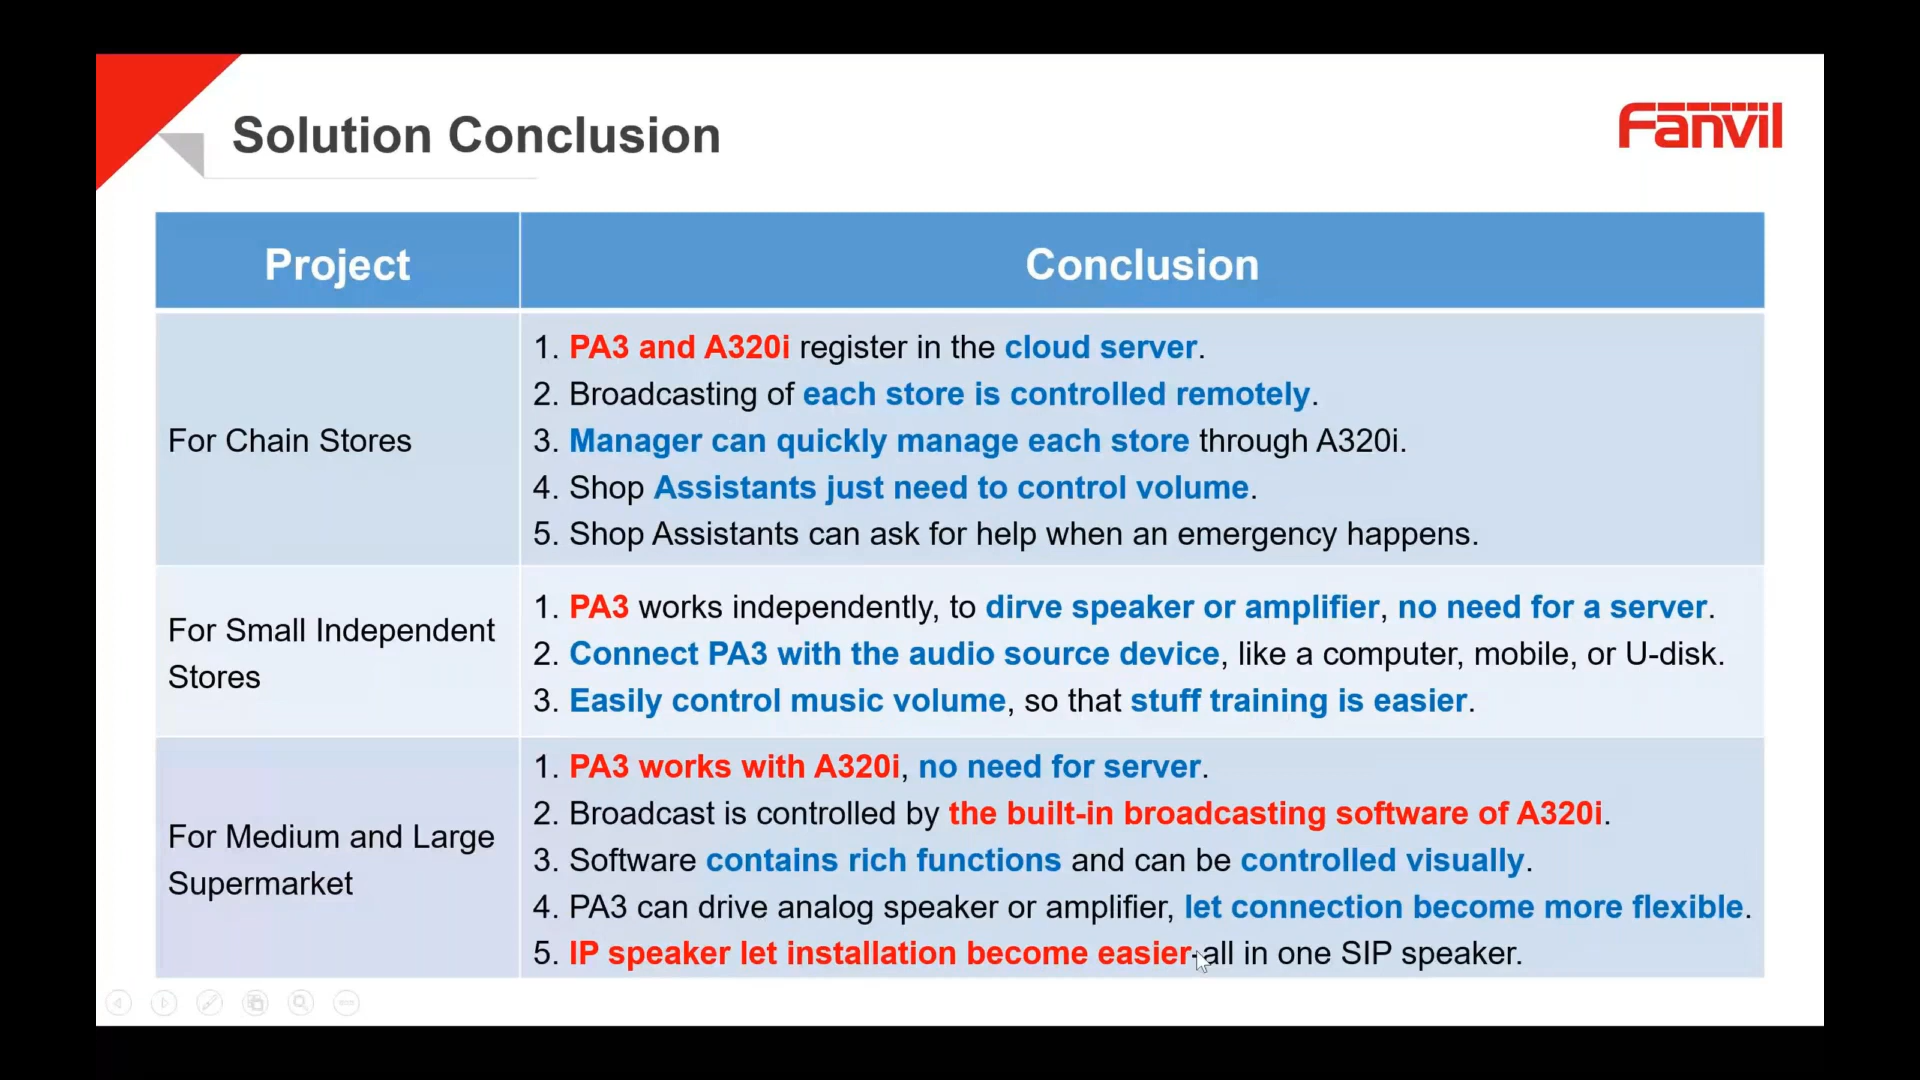 Solution Conclusion
Fanvil
Project
Conclusion
For Chain Stores
1. PA3 and A320i register in the cloud server.
2. Broadcasting of each store is controlled remotely.
3. Manager can quickly manage each store through A320i.
4. Shop Assistants just need to control volume.
5. Shop Assistants can ask for help when an emergency happens.
For Small Independent
Stores
1. PA3 works independently, to dirve speaker or amplifier, no need for a server.
2. Connect PA3 with the audio source device, like a computer, mobile, or U-disk.
3. Easily control music volume, so that stuff training is easier.
For Medium and Large
Supermarket
1. PA3 works with A320i, no need for server.
2. Broadcast is controlled by the built-in broadcasting software of A320i.
3. Software contains rich functions and can be controlled visually.
4. PA3 can drive analog speaker or amplifier, let connection become more flexible.
5. IP speaker let installation become easier-all in one SIP speaker.